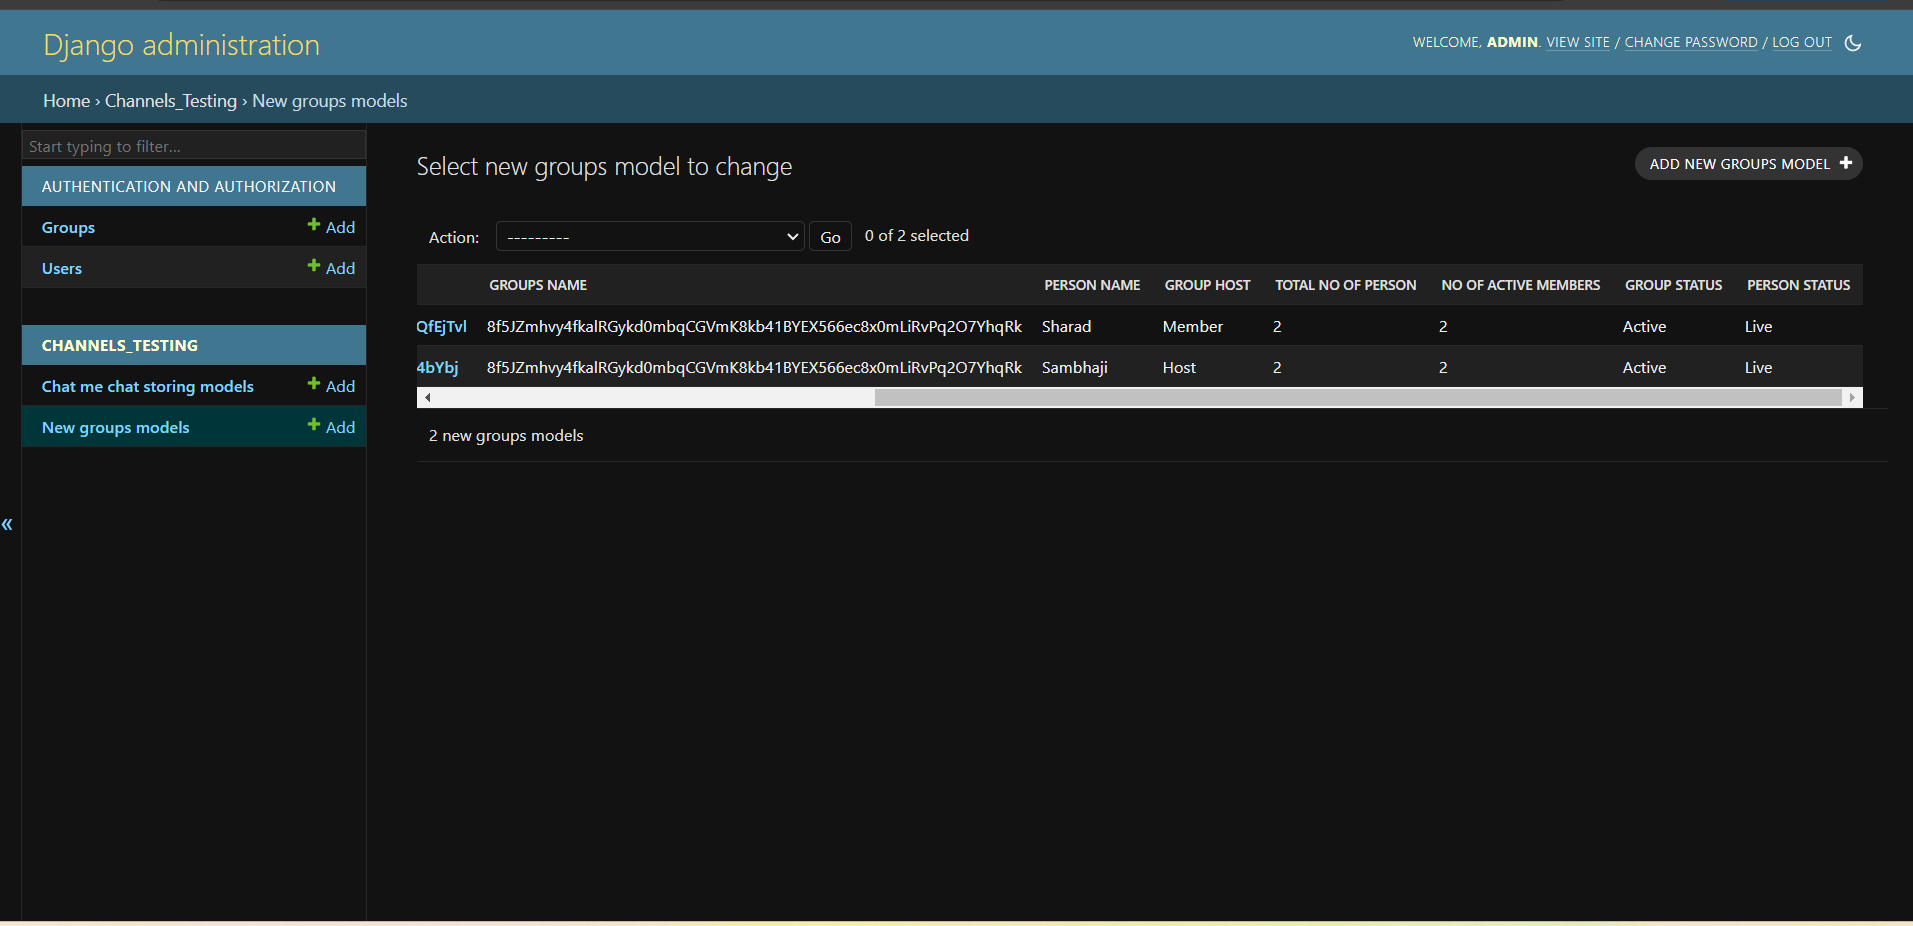 Django administration
WELCOME, ADMIN. VIEW SITE / CHANGE PASSWORD / LOG OUT
Home › Channels_Testing › New groups models
Start typing to filter...
AUTHENTICATION AND AUTHORIZATION
Groups + Add
Users + Add
CHANNELS_TESTING
Chat me chat storing models + Add
New groups models + Add
«
Select new groups model to change
ADD NEW GROUPS MODEL +
Action: --------- Go 0 of 2 selected
GROUPS NAME PERSON NAME GROUP HOST TOTAL NO OF PERSON NO OF ACTIVE MEMBERS GROUP STATUS PERSON STATUS
QfEjTvl 8f5JZmhvy4fkalRGykd0mbqCGVmK8kb41BYEX566ec8x0mLiRvPq2O7YhqRk Sharad Member 2 2 Active Live
4bYbj 8f5JZmhvy4fkalRGykd0mbqCGVmK8kb41BYEX566ec8x0mLiRvPq2O7YhqRk Sambhaji Host 2 2 Active Live
2 new groups models